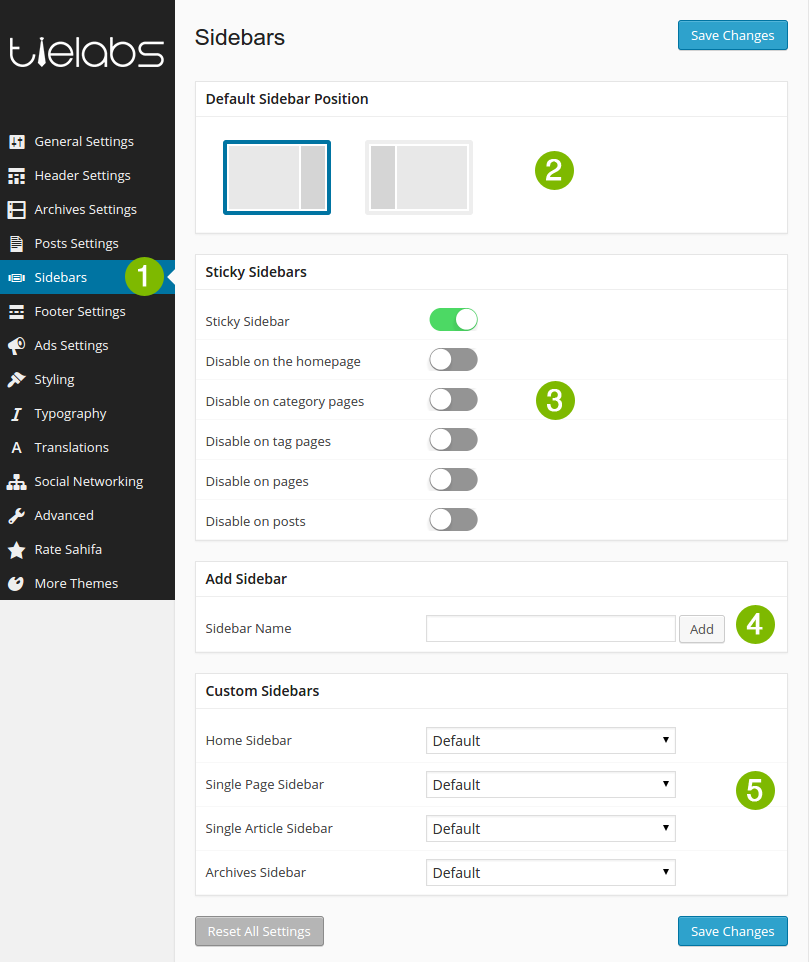 tielabs
General Settings
Header Settings
Archives Settings
Posts Settings
Sidebars
1
Footer Settings
Ads Settings
Styling
Typography
Translations
Social Networking
Advanced
Rate Sahifa
More Themes
Sidebars
Save Changes
Default Sidebar Position
2
Sticky Sidebars
Sticky Sidebar
Disable on the homepage
Disable on category pages
3
Disable on tag pages
Disable on pages
Disable on posts
Add Sidebar
Sidebar Name
Add
4
Custom Sidebars
Home Sidebar
Default
Single Page Sidebar
Default
5
Single Article Sidebar
Default
Archives Sidebar
Default
Reset All Settings
Save Changes